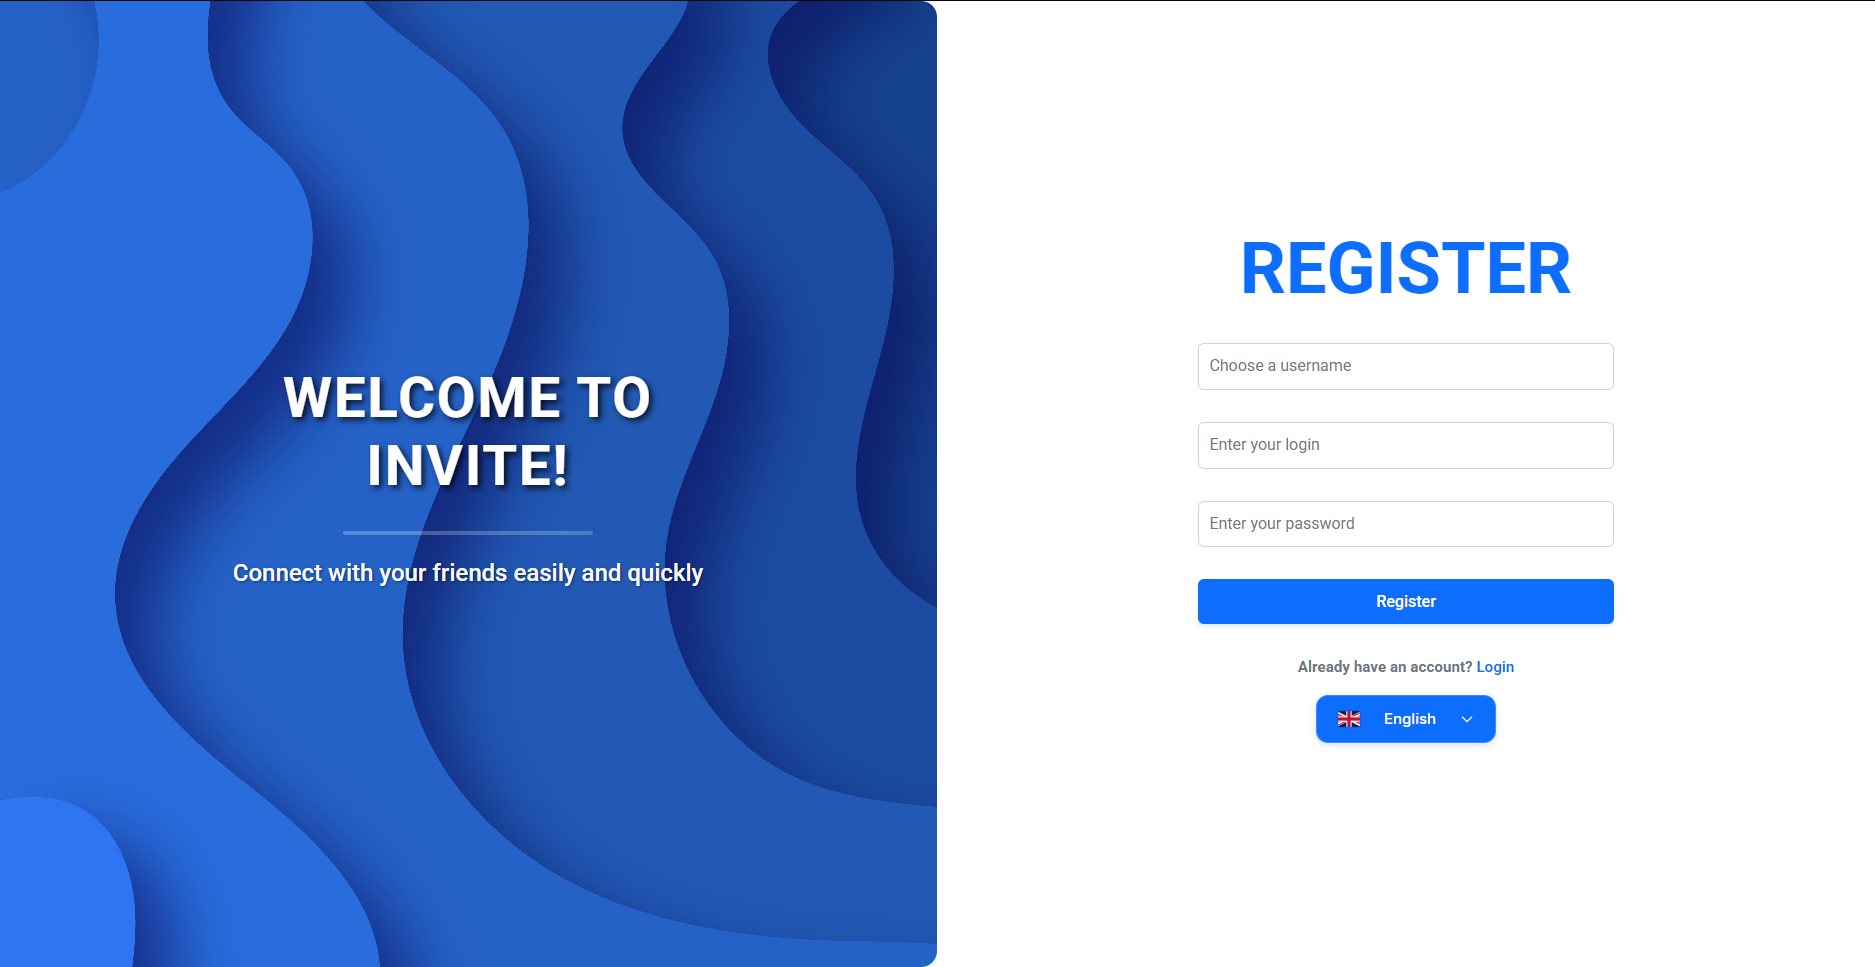 WELCOME TO
INVITE!
Connect with your friends easily and quickly
REGISTER
Choose a username
Enter your login
Enter your password
Register
Already have an account? Login
English